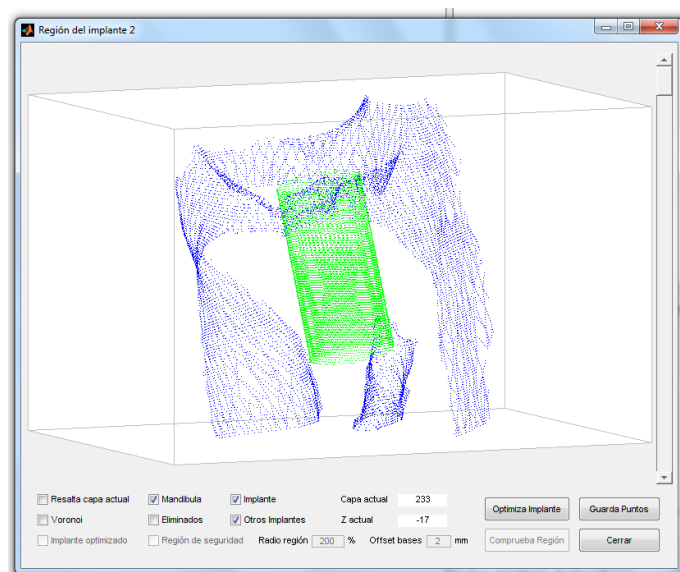 Región del implante 2
Resalta capa actual Mandibula Implante Capa actual 233 Optimiza Implante Guarda Puntos
Voronoi Eliminados Otros Implantes Z actual -17
Implante optimizado Región de seguridad Radio región 200 % Offset bases 2 mm Comprueba Región Cerrar